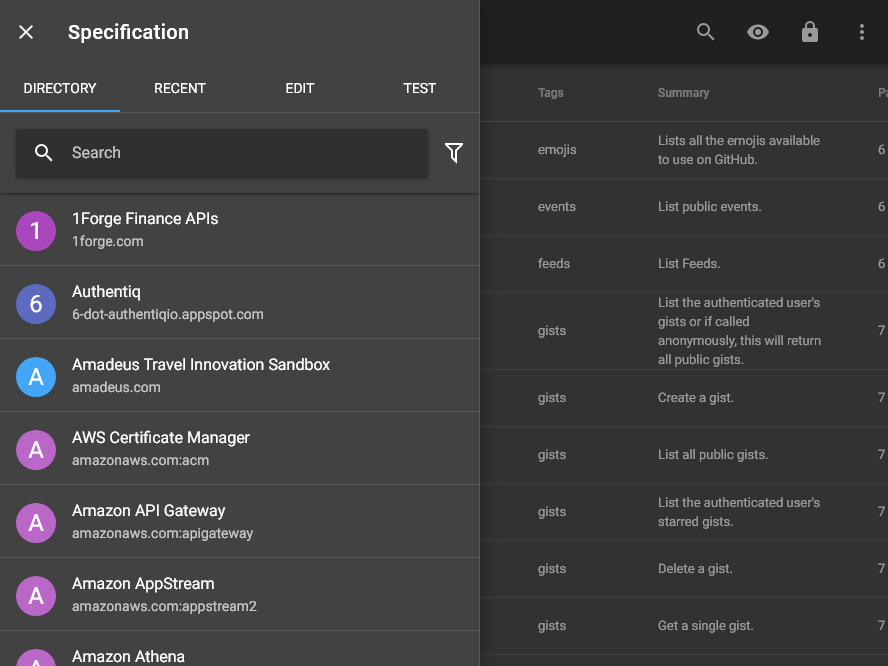 Specification
DIRECTORY RECENT EDIT TEST
Search
1 1Forge Finance APIs
1forge.com
6 Authentiq
6-dot-authentiqio.appspot.com
A Amadeus Travel Innovation Sandbox
amadeus.com
A AWS Certificate Manager
amazonaws.com:acm
A Amazon API Gateway
amazonaws.com:apigateway
A Amazon AppStream
amazonaws.com:appstream2
A Amazon Athena
Tags Summary Pa
emojis Lists all the emojis available
to use on GitHub. 6
events List public events. 6
feeds List Feeds. 6
gists List the authenticated user's
gists or if called
anonymously, this will return
all public gists. 7
gists Create a gist. 7
gists List all public gists. 7
gists List the authenticated user's
starred gists. 7
gists Delete a gist. 7
gists Get a single gist. 7